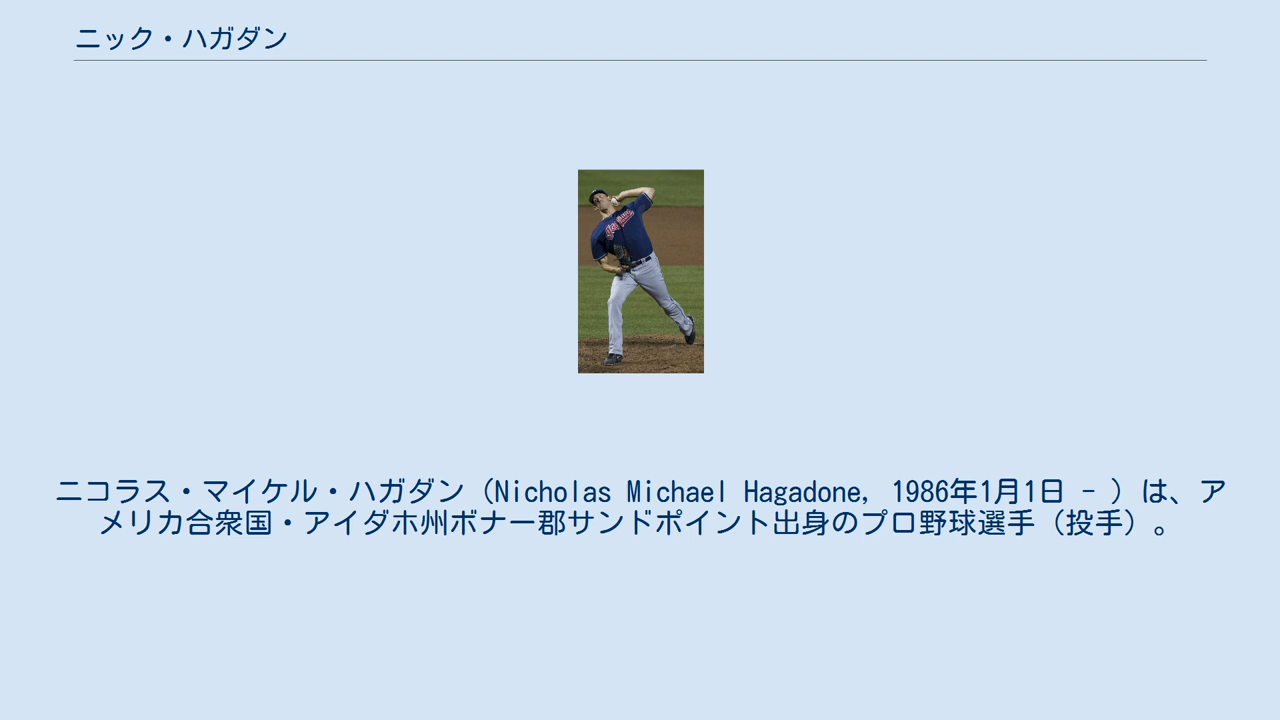 ニック・ハガダン
ニコラス・マイケル・ハガダン（Nicholas Michael Hagadone, 1986年1月1日 - ）は、ア
メリカ合衆国・アイダホ州ボナー郡サンドポイント出身のプロ野球選手（投手）。